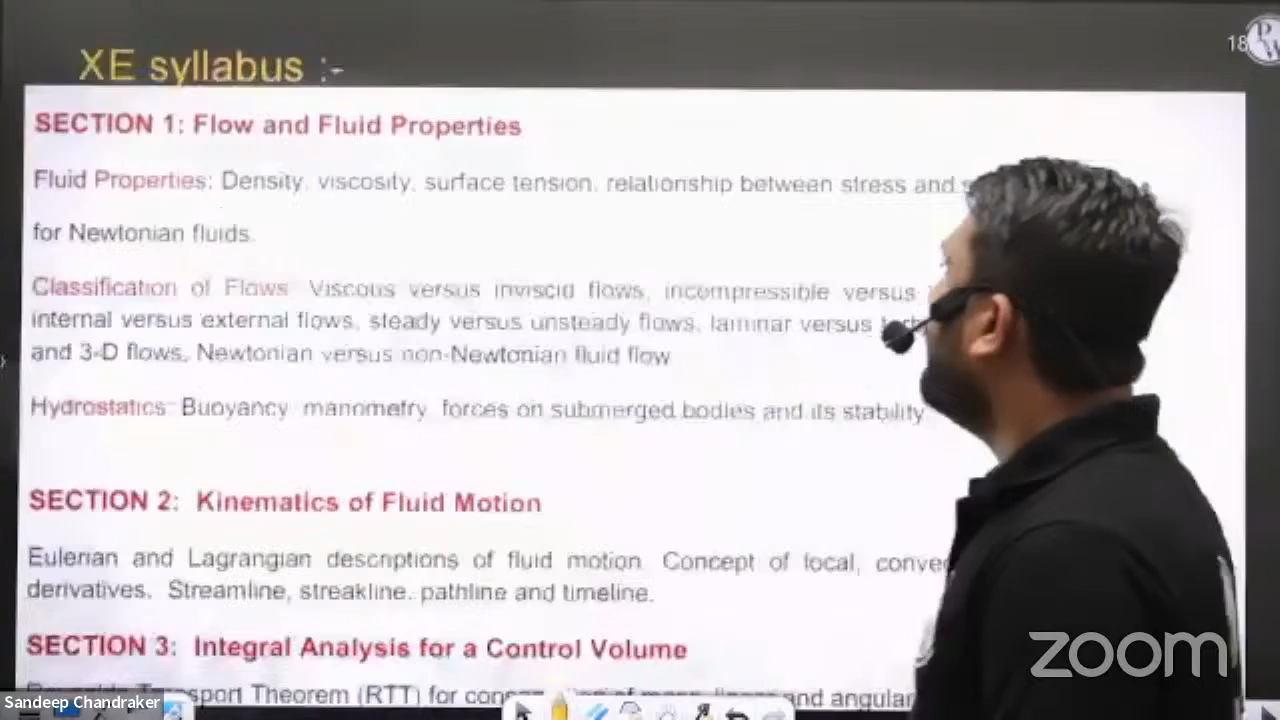 XE syllabus :-
18
P
W
SECTION 1: Flow and Fluid Properties
Fluid Properties: Density, viscosity, surface tension, relationship between stress and
for Newtonian fluids.
Classification of Flows: Viscous versus inviscid flows, incompressible versus
internal versus external flows, steady versus unsteady flows, laminar versus
and 3-D flows, Newtonian versus non-Newtonian fluid flow
Hydrostatics: Buoyancy, manometry, forces on submerged bodies and its stability
SECTION 2: Kinematics of Fluid Motion
Eulerian and Lagrangian descriptions of fluid motion. Concept of local,
derivatives. Streamline, streakline, pathline and timeline.
SECTION 3: Integral Analysis for a Control Volume
Theorem (RTT) for and angular
Sandeep Chandraker
zoom